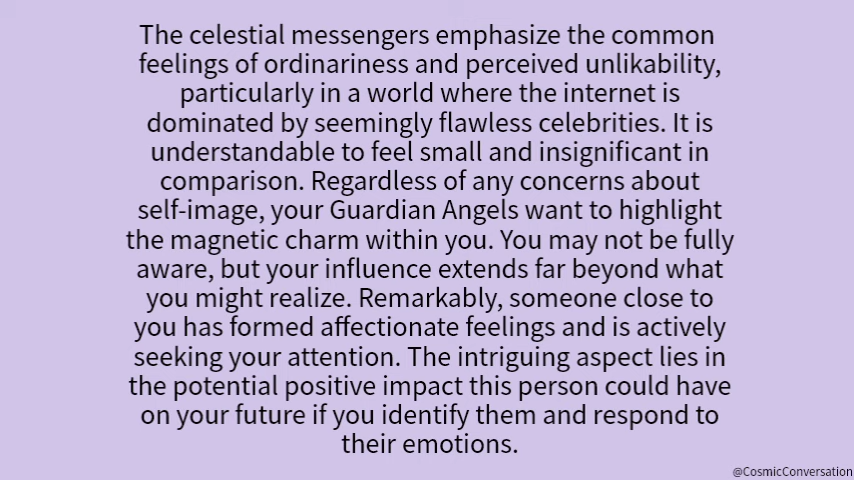 The celestial messengers emphasize the common
feelings of ordinariness and perceived unlikability,
particularly in a world where the internet is
dominated by seemingly flawless celebrities. It is
understandable to feel small and insignificant in
comparison. Regardless of any concerns about
self-image, your Guardian Angels want to highlight
the magnetic charm within you. You may not be fully
aware, but your influence extends far beyond what
you might realize. Remarkably, someone close to
you has formed affectionate feelings and is actively
seeking your attention. The intriguing aspect lies in
the potential positive impact this person could have
on your future if you identify them and respond to
their emotions.
@CosmicConversation